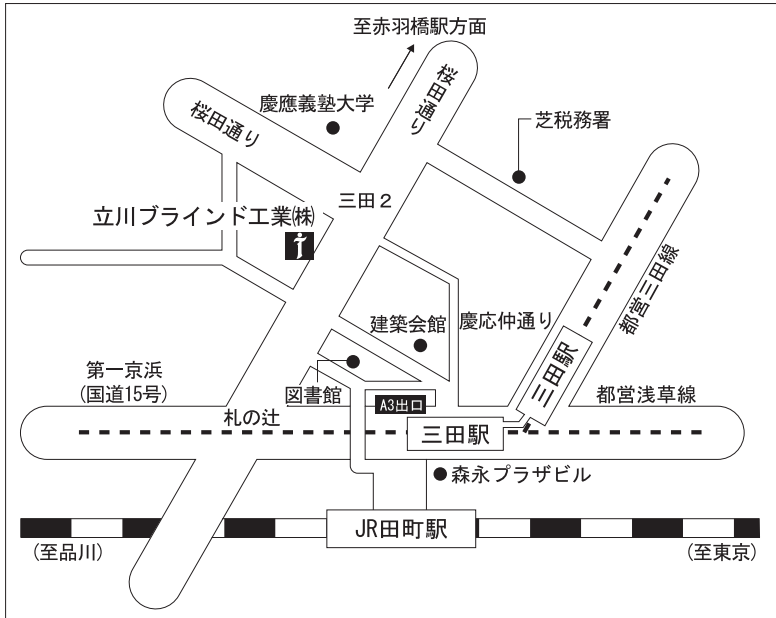 至赤羽橋駅方面
桜田通り
慶應義塾大学
桜田通り
芝税務署
三田2
立川ブラインド工業㈱
都営三田線
建築会館
慶応仲通り
第一京浜
(国道15号)
図書館
A3出口
三田駅
都営浅草線
札の辻
三田駅
森永プラザビル
JR田町駅
(至品川)
(至東京)